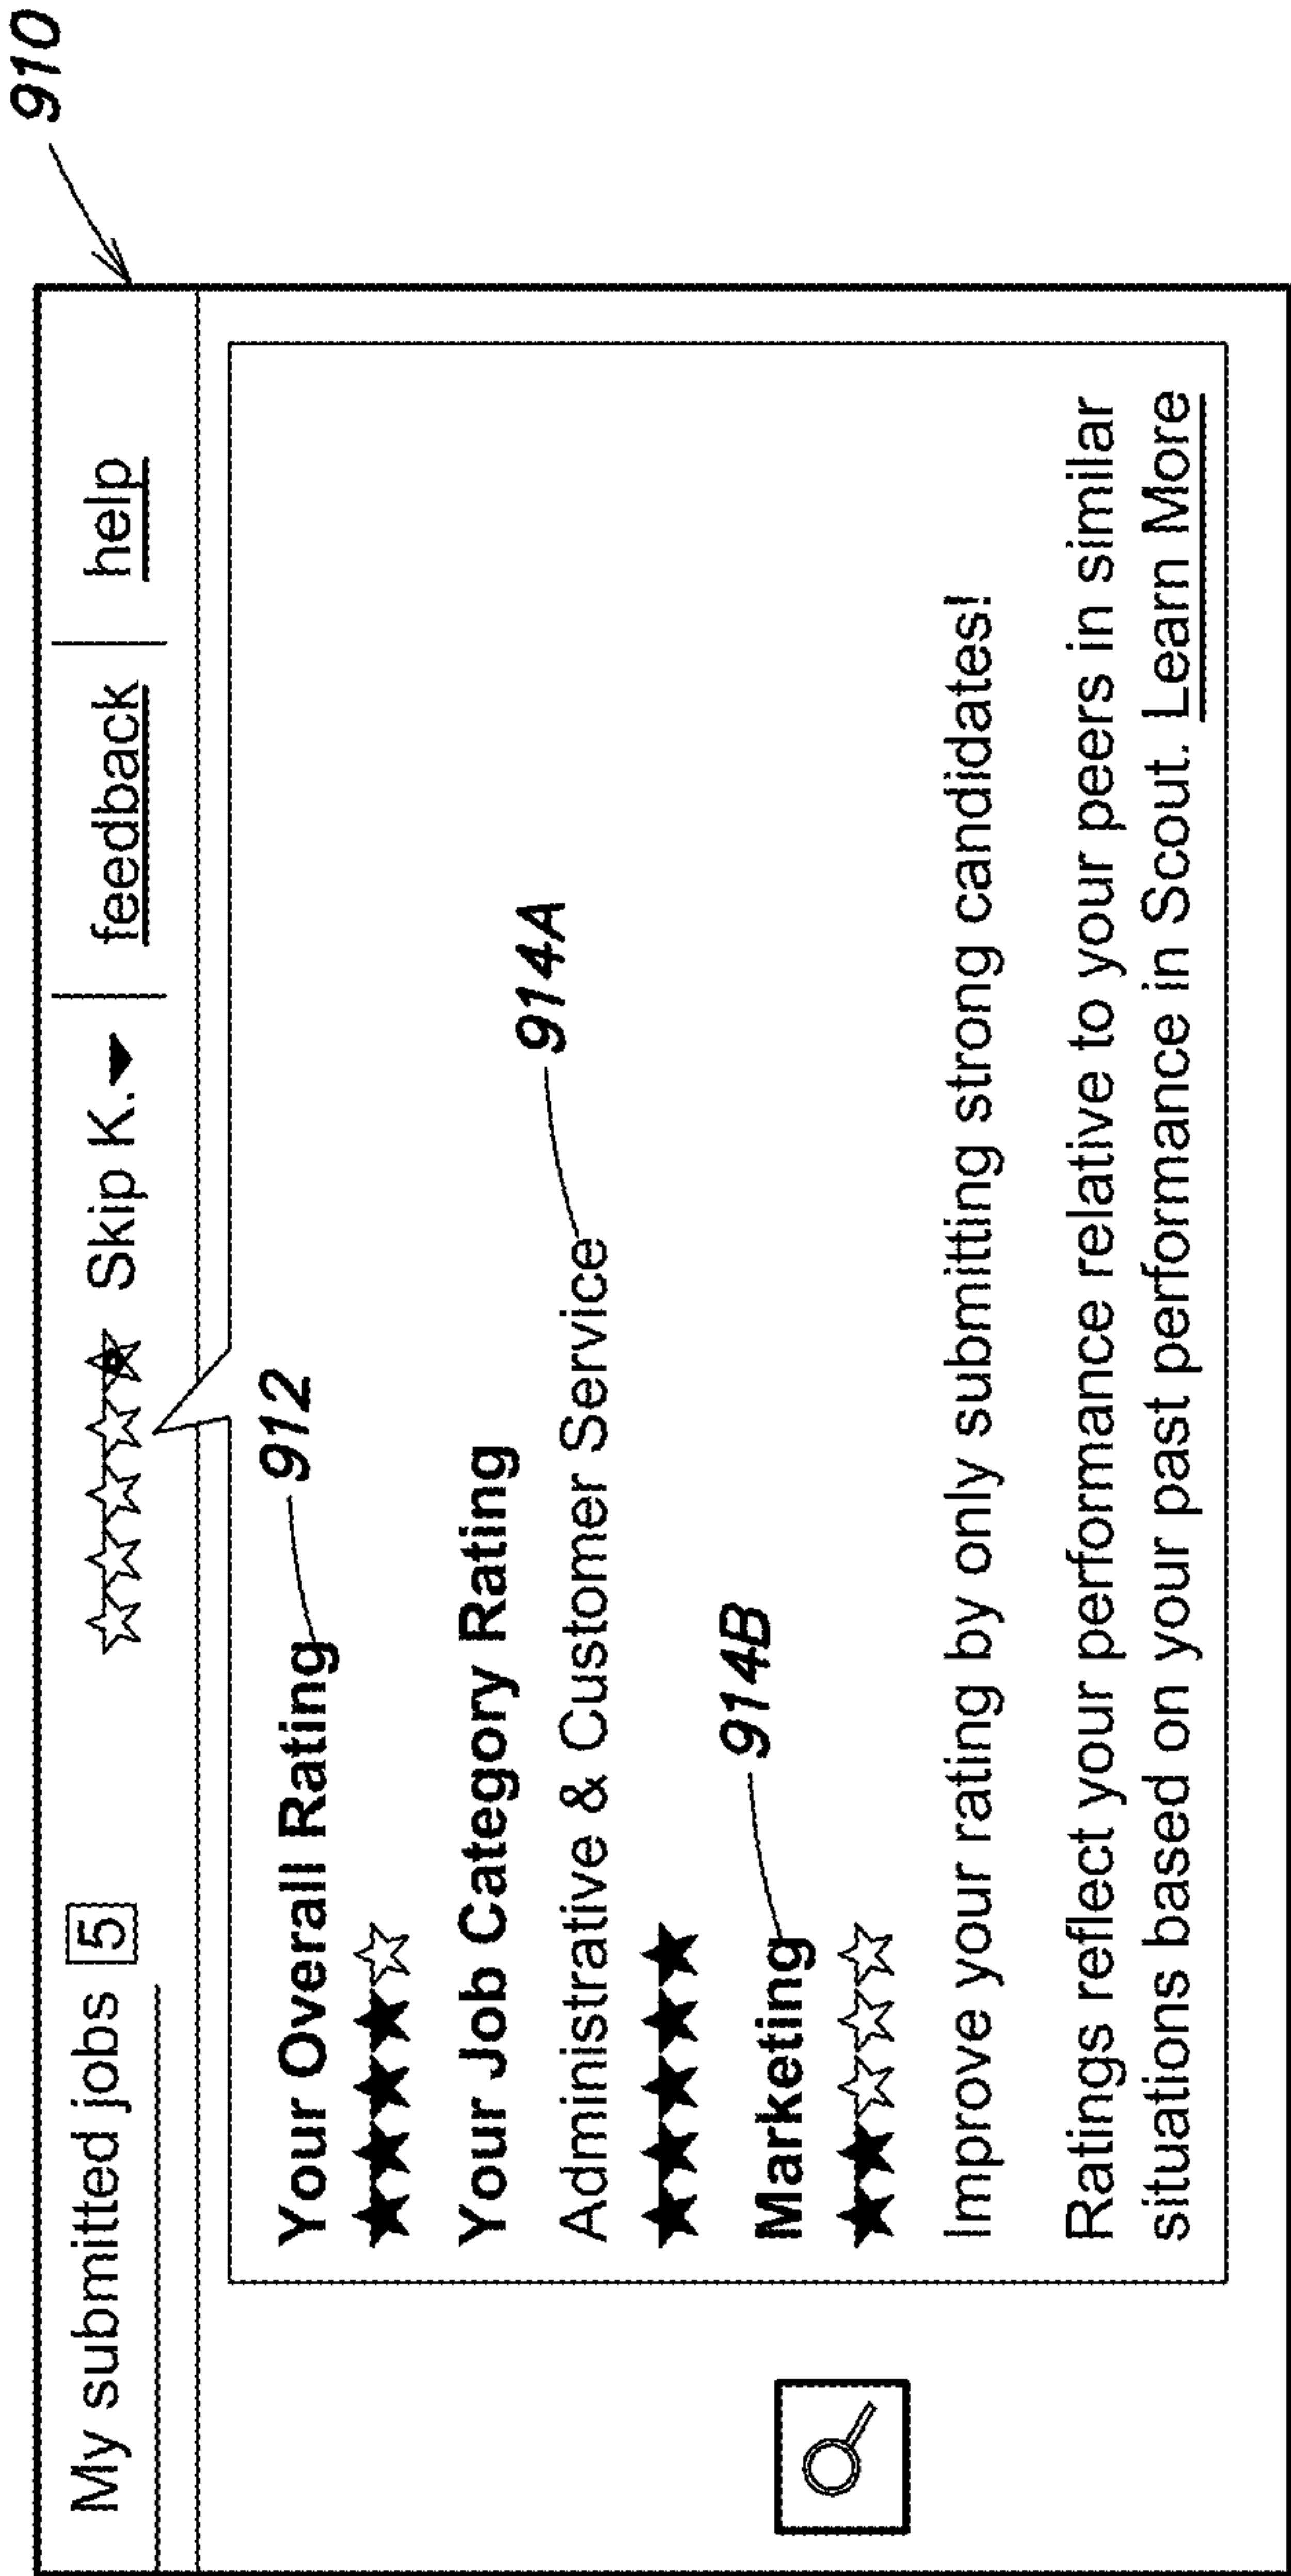 910
My submitted jobs 5 Skip K. feedback help
912
Your Overall Rating
Your Job Category Rating
914A
Administrative & Customer Service
914B
Marketing
Improve your rating by only submitting strong candidates!
Ratings reflect your performance relative to your peers in similar
situations based on your past performance in Scout. Learn More